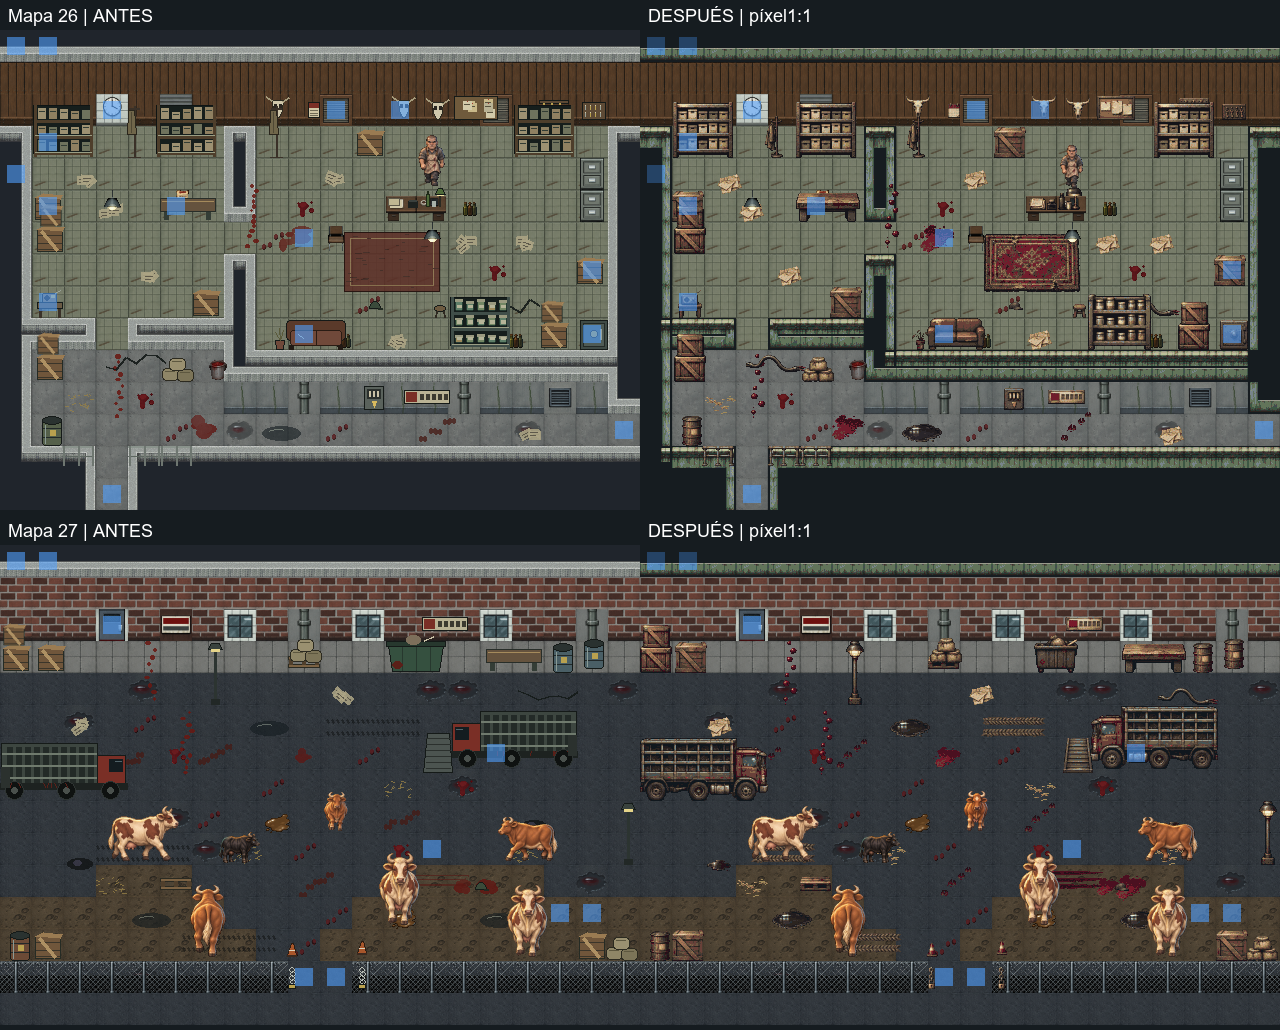 Mapa 26 | ANTES
DESPUÉS | píxel1:1
Mapa 27 | ANTES
DESPUÉS | píxel1:1